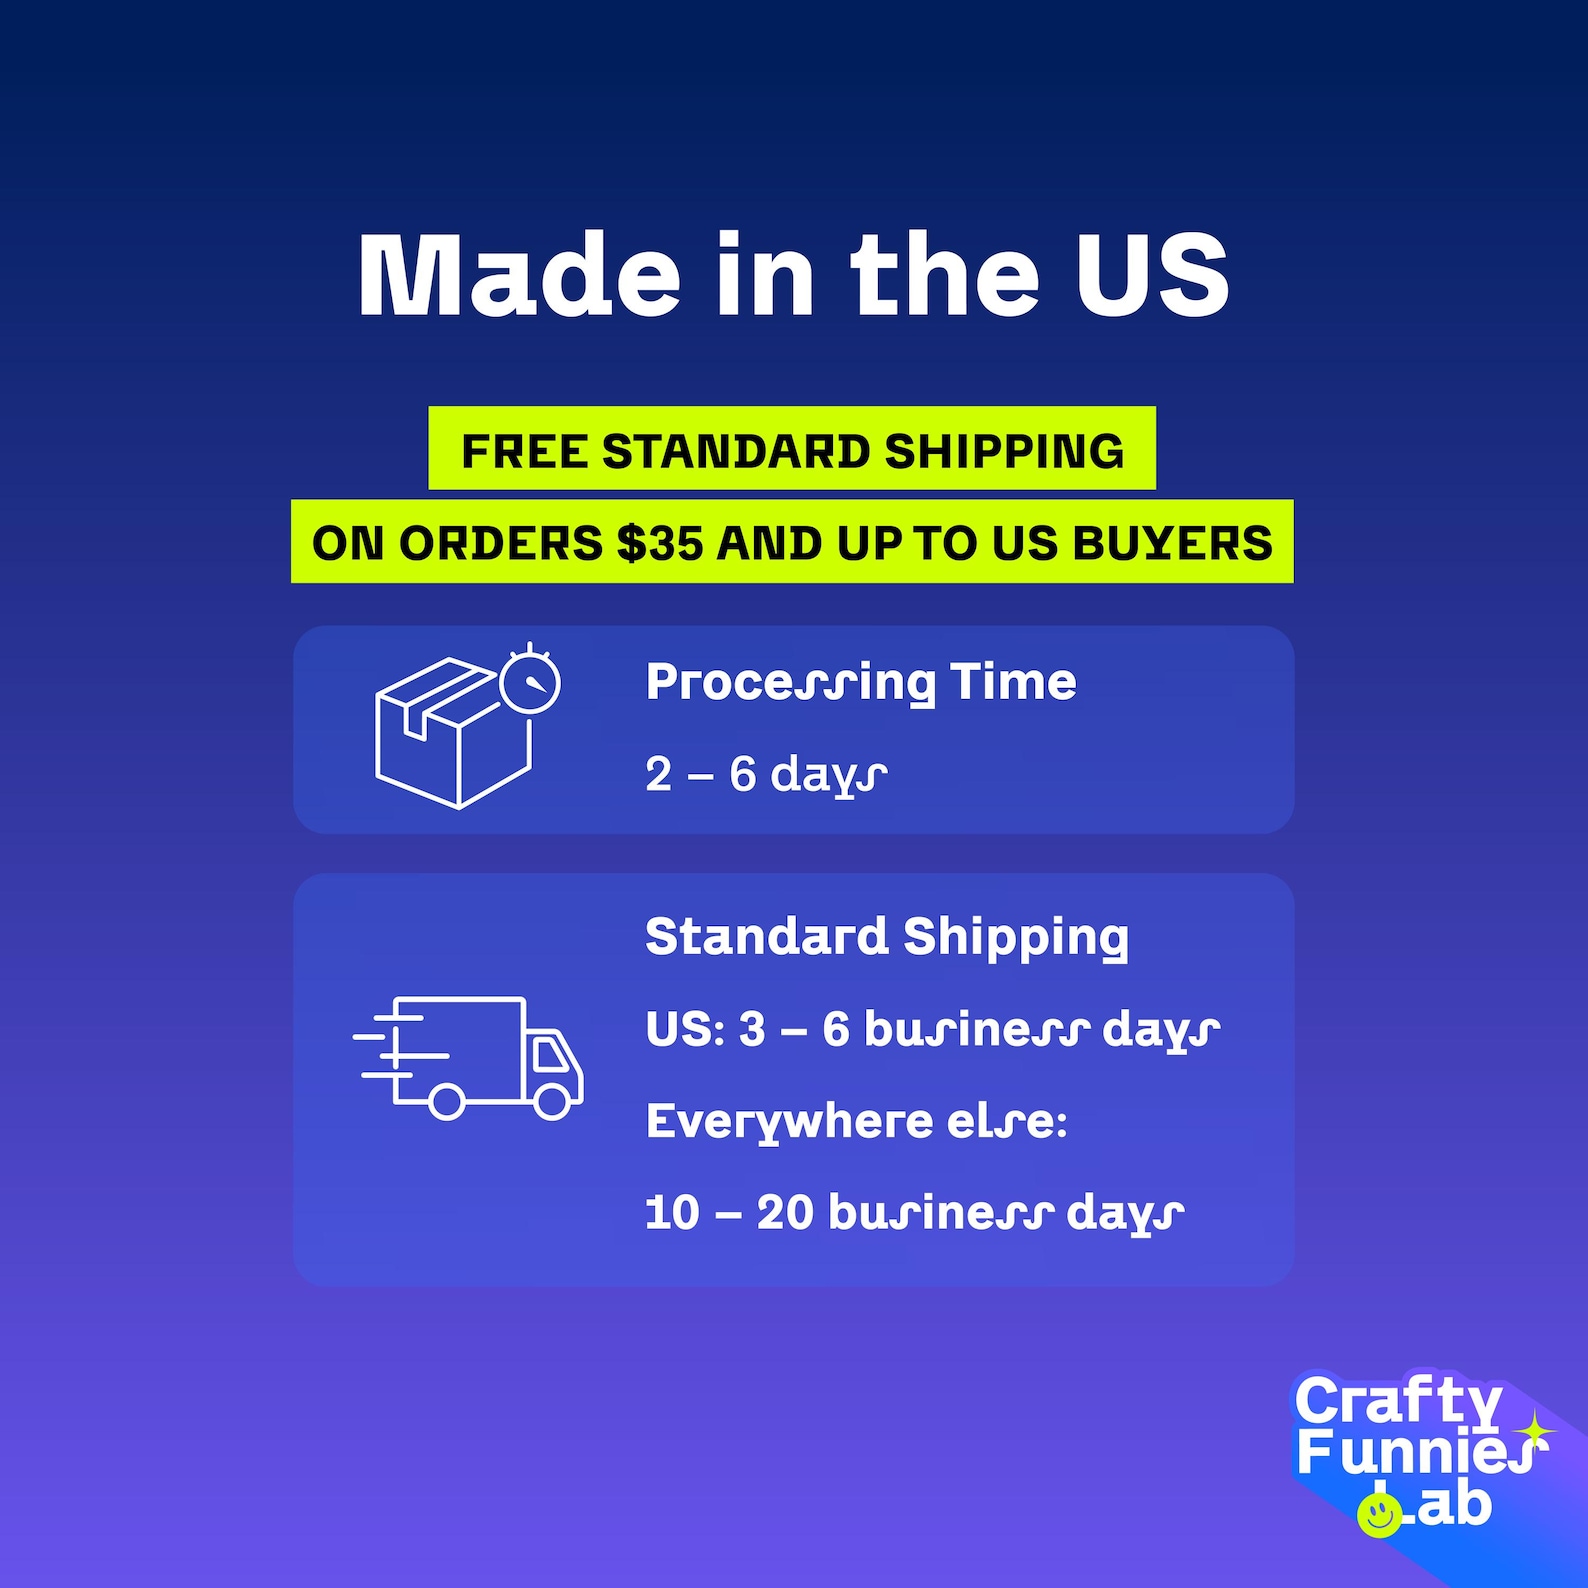 Made in the US
FREE STANDARD SHIPPING
ON ORDERS $35 AND UP TO US BUYERS
Processing Time
2 – 6 days
Standard Shipping
US: 3 – 6 business days
Everywhere else:
10 – 20 business days
Crafty
Funnies
Lab